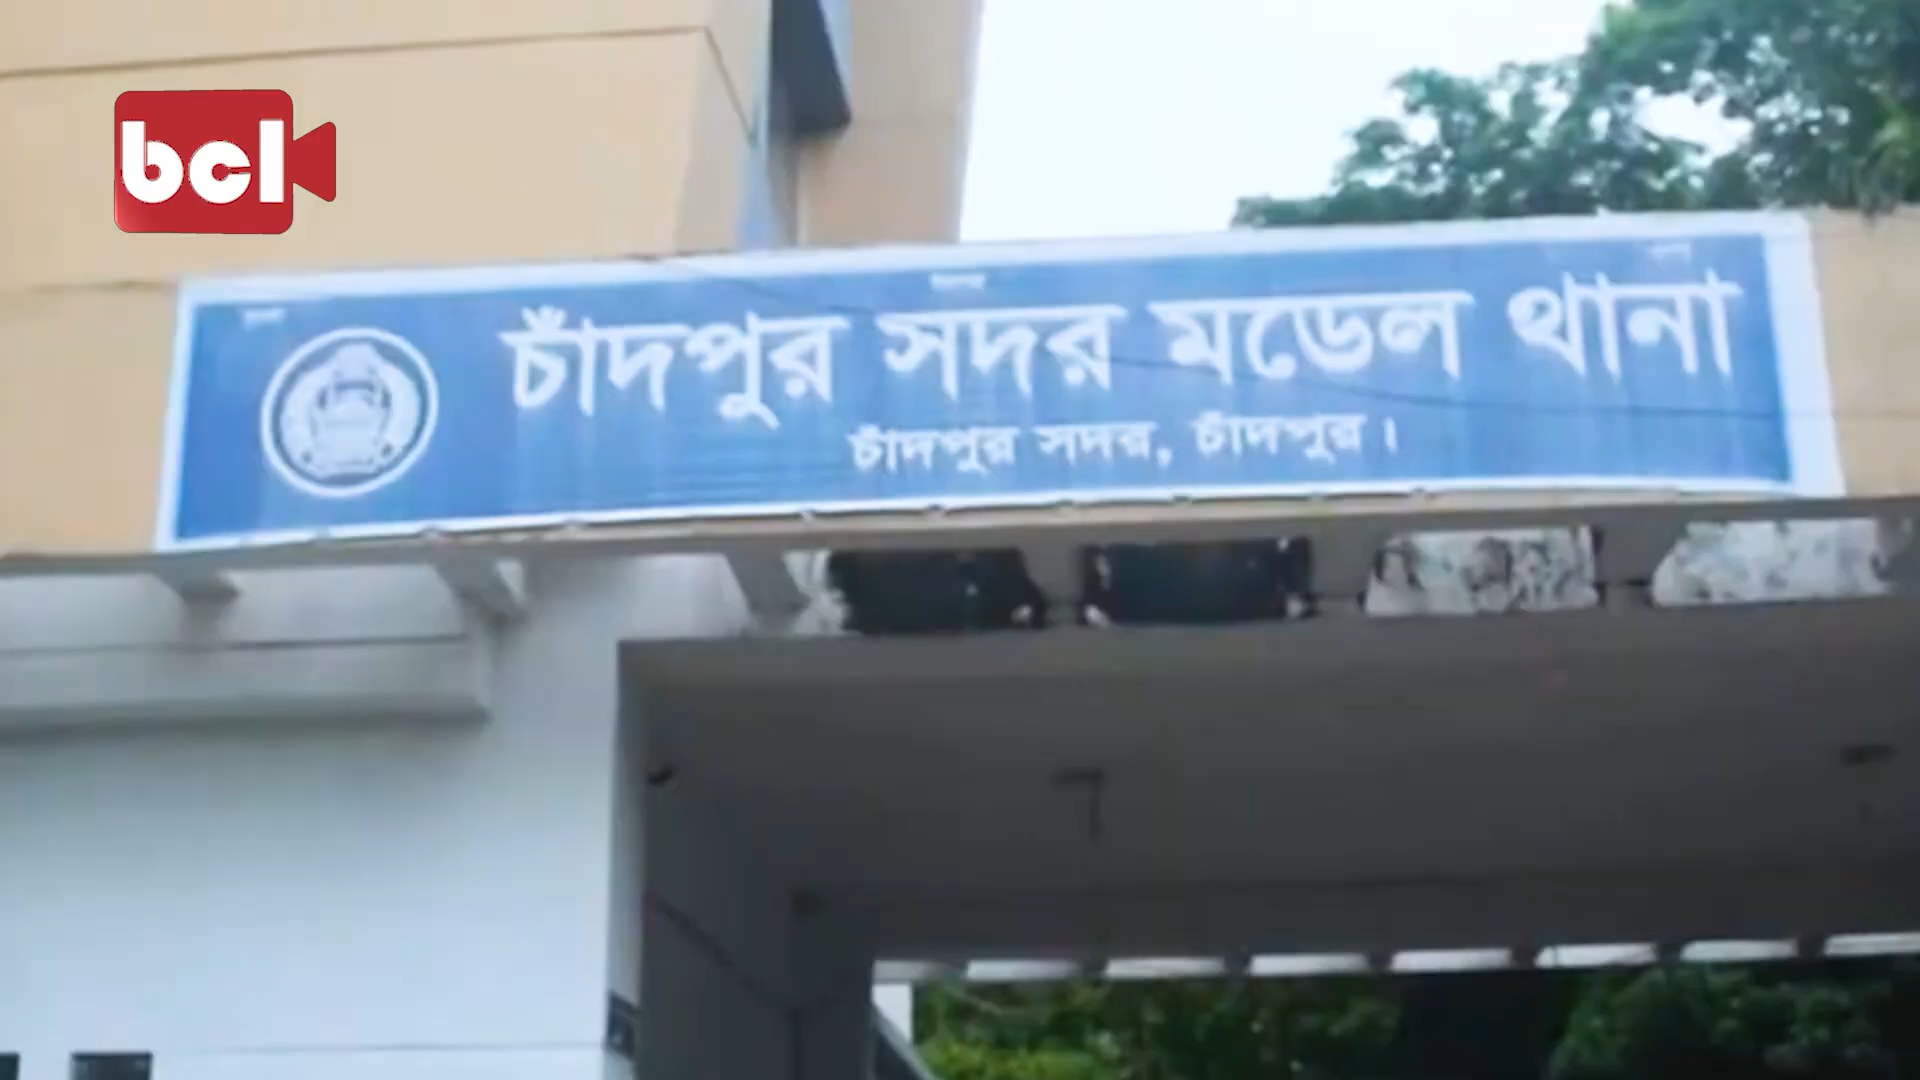 bcl
চাঁদপুর সদর মডেল থানা
চাঁদপুর সদর, চাঁদপুর।